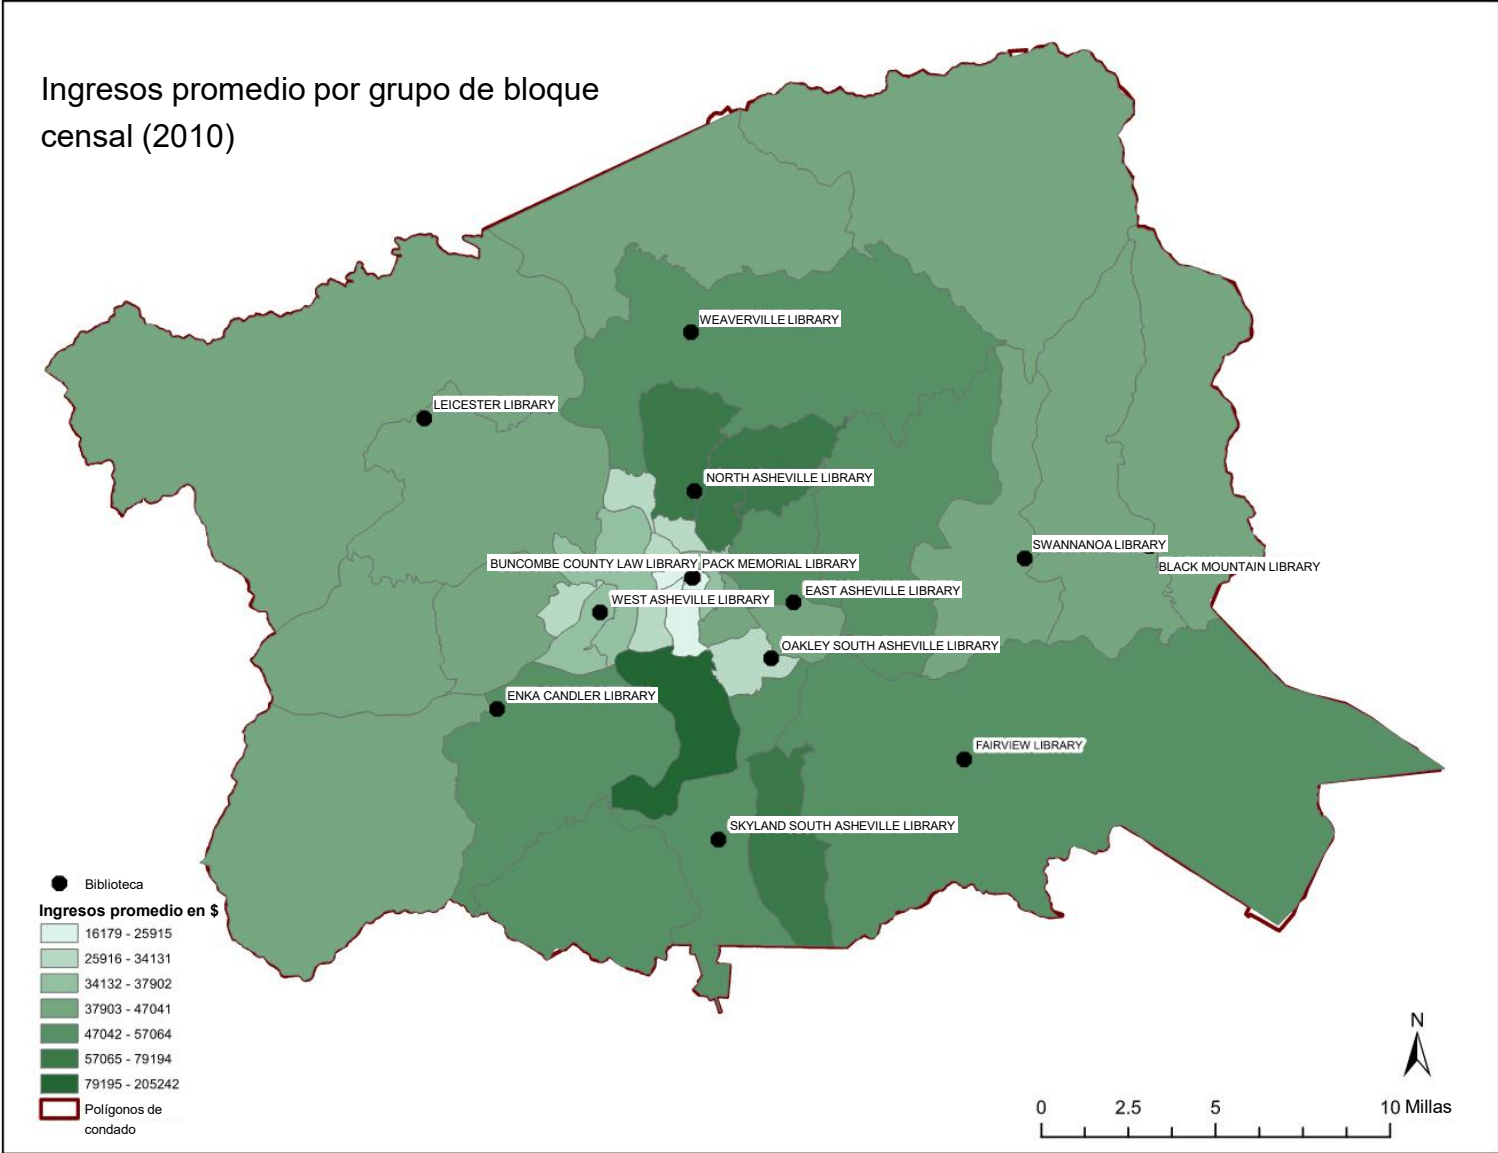 Ingresos promedio por grupo de bloque
censal (2010)
WEAVERVILLE LIBRARY
LEICESTER LIBRARY
NORTH ASHEVILLE LIBRARY
SWANNANOA LIBRARY
BUNCOMBE COUNTY LAW LIBRARY
PACK MEMORIAL LIBRARY
BLACK MOUNTAIN LIBRARY
EAST ASHEVILLE LIBRARY
WEST ASHEVILLE LIBRARY
OAKLEY SOUTH ASHEVILLE LIBRARY
ENKA CANDLER LIBRARY
FAIRVIEW LIBRARY
SKYLAND SOUTH ASHEVILLE LIBRARY
Biblioteca
Ingresos promedio en $
16179 - 25915
25916 - 34131
34132 - 37902
37903 - 47041
47042 - 57064
57065 - 79194
79195 - 205242
Polígonos de
condado
N
0 2.5 5 10 Millas